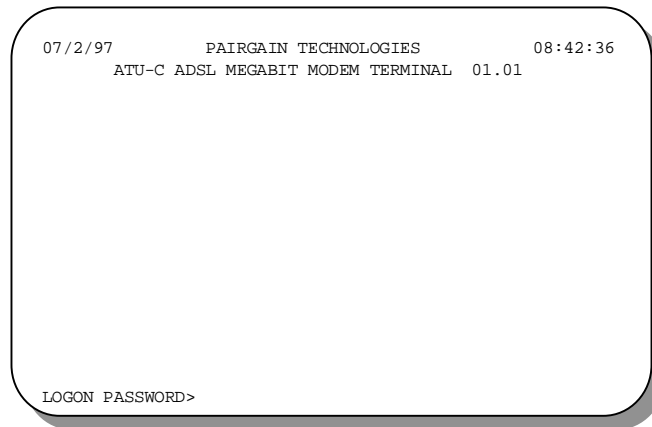 07/2/97 PAIRGAIN TECHNOLOGIES 08:42:36
ATU-C ADSL MEGABIT MODEM TERMINAL 01.01
LOGON PASSWORD>